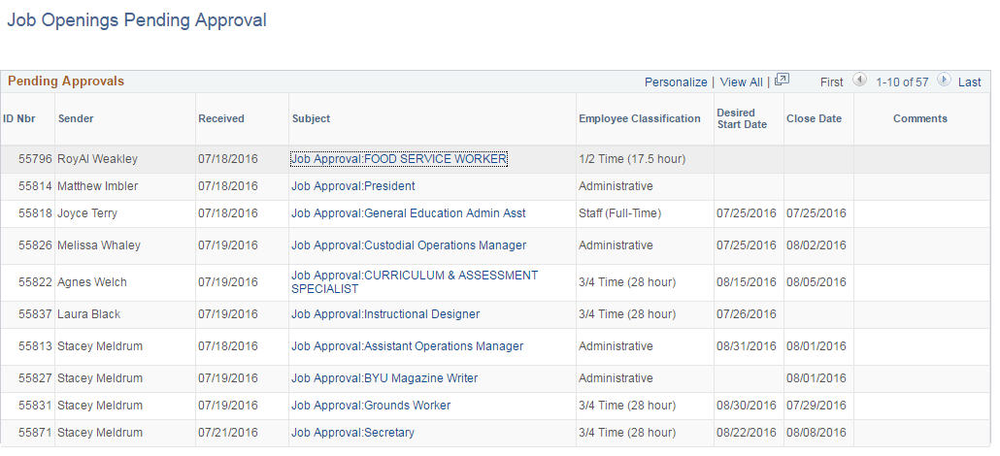 Job Openings Pending Approval
Pending Approvals Personalize | View All | First 1-10 of 57 Last
ID Nbr Sender Received Subject Employee Classification Desired Start Date Close Date Comments
55796 RoyAl Weakley 07/18/2016 Job Approval:FOOD SERVICE WORKER 1/2 Time (17.5 hour)
55814 Matthew Imbler 07/18/2016 Job Approval:President Administrative
55818 Joyce Terry 07/18/2016 Job Approval:General Education Admin Asst Staff (Full-Time) 07/25/2016 07/25/2016
55826 Melissa Whaley 07/19/2016 Job Approval:Custodial Operations Manager Administrative 07/25/2016 08/02/2016
55822 Agnes Welch 07/19/2016 Job Approval:CURRICULUM & ASSESSMENT SPECIALIST 3/4 Time (28 hour) 08/15/2016 08/05/2016
55837 Laura Black 07/19/2016 Job Approval:Instructional Designer 3/4 Time (28 hour) 07/26/2016
55813 Stacey Meldrum 07/18/2016 Job Approval:Assistant Operations Manager Administrative 08/31/2016 08/01/2016
55827 Stacey Meldrum 07/19/2016 Job Approval:BYU Magazine Writer Administrative 08/01/2016
55831 Stacey Meldrum 07/19/2016 Job Approval:Grounds Worker 3/4 Time (28 hour) 08/30/2016 07/29/2016
55871 Stacey Meldrum 07/21/2016 Job Approval:Secretary 3/4 Time (28 hour) 08/22/2016 08/08/2016